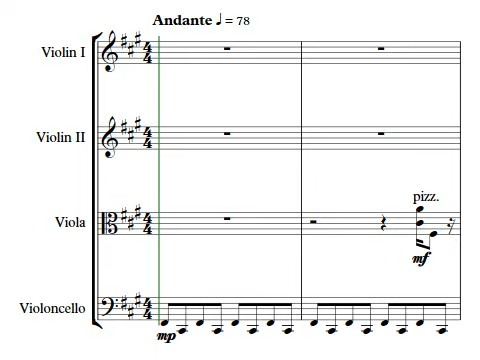 Andante ♩ = 78
Violin I
Violin II
pizz.
Viola
mf
Violoncello
mp